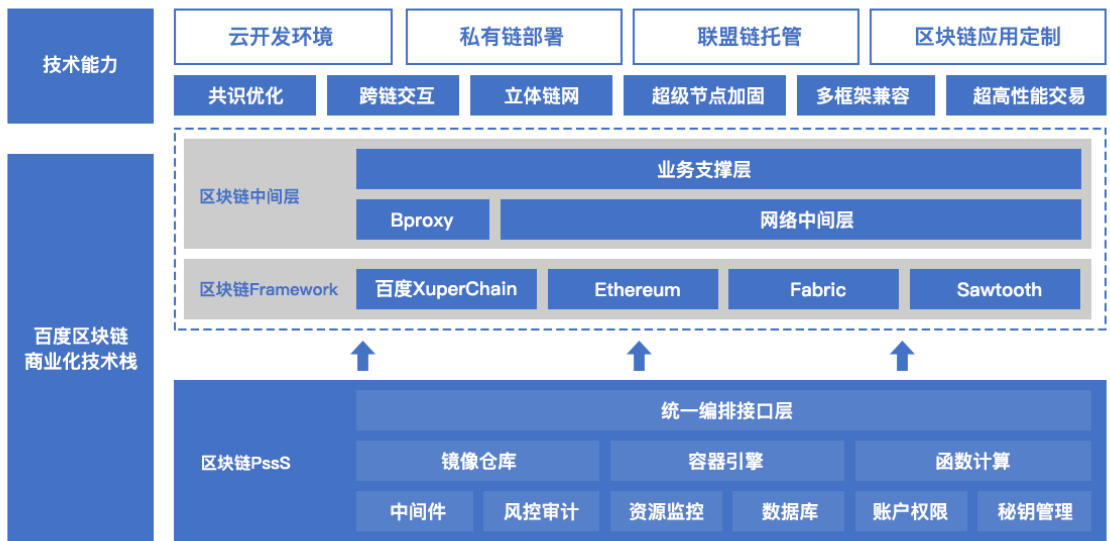 技术能力
云开发环境
私有链部署
联盟链托管
区块链应用定制
共识优化
跨链交互
立体链网
超级节点加固
多框架兼容
超高性能交易
百度区块链
商业化技术栈
区块链中间层
业务支撑层
Bproxy
网络中间层
区块链Framework
百度XuperChain
Ethereum
Fabric
Sawtooth
区块链PssS
统一编排接口层
镜像仓库
容器引擎
函数计算
中间件
风控审计
资源监控
数据库
账户权限
秘钥管理